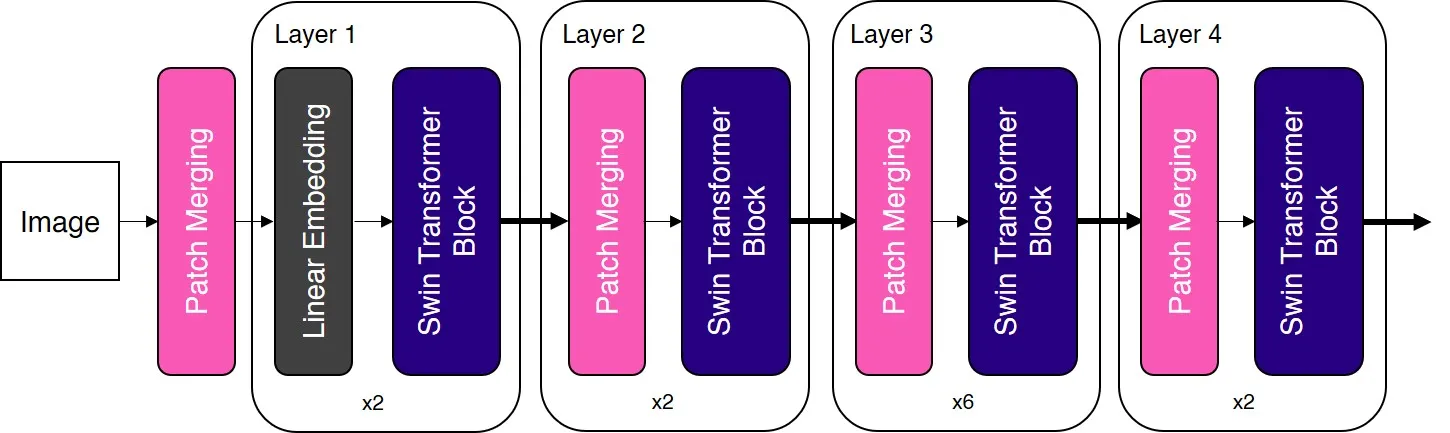 Image
Patch Merging
Layer 1
Linear Embedding
Swin Transformer
Block
x2
Layer 2
Patch Merging
Swin Transformer
Block
x2
Layer 3
Patch Merging
Swin Transformer
Block
x6
Layer 4
Patch Merging
Swin Transformer
Block
x2